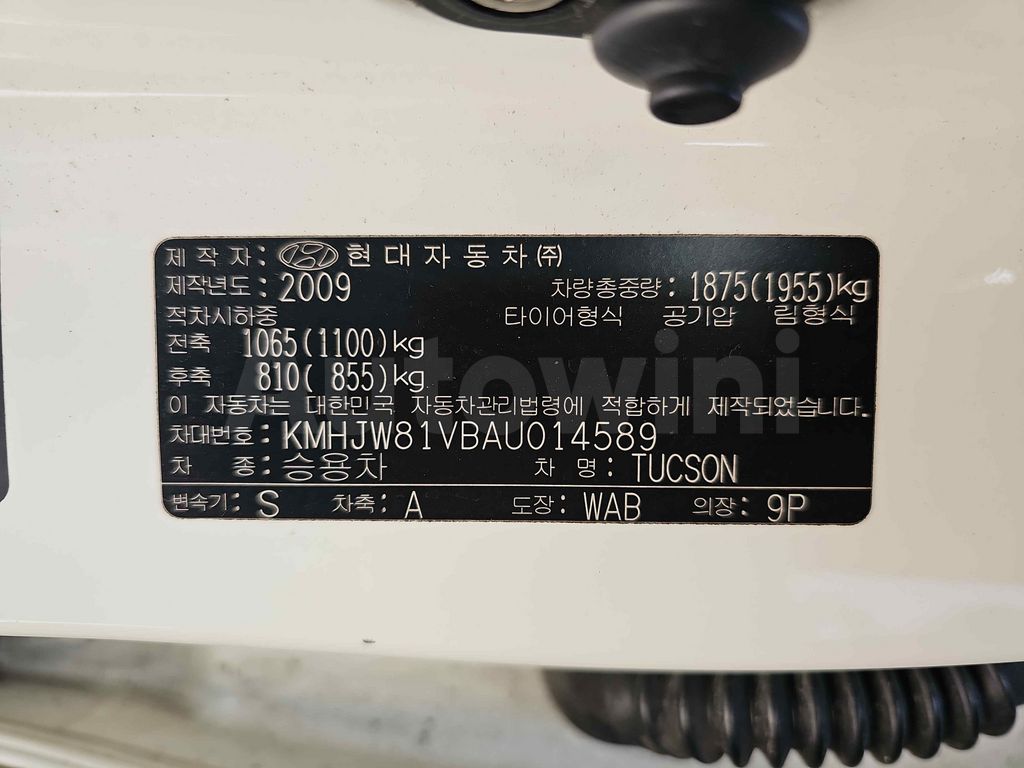 제 작 자: 현대자동차㈜
제작년도: 2009 차량총중량: 1875(1955)kg
적차시하중 타이어형식 공기압 림형식
전축 1065(1100)kg
후축 810( 855)kg
이 자동차는 대한민국 자동차관리법령에 적합하게 제작되었습니다.
차대번호: KMHJW81VBAU014589
차 종: 승용차 차 명: TUCSON
변속기: S 차축: A 도장: WAB 의장: 9P
Autowini